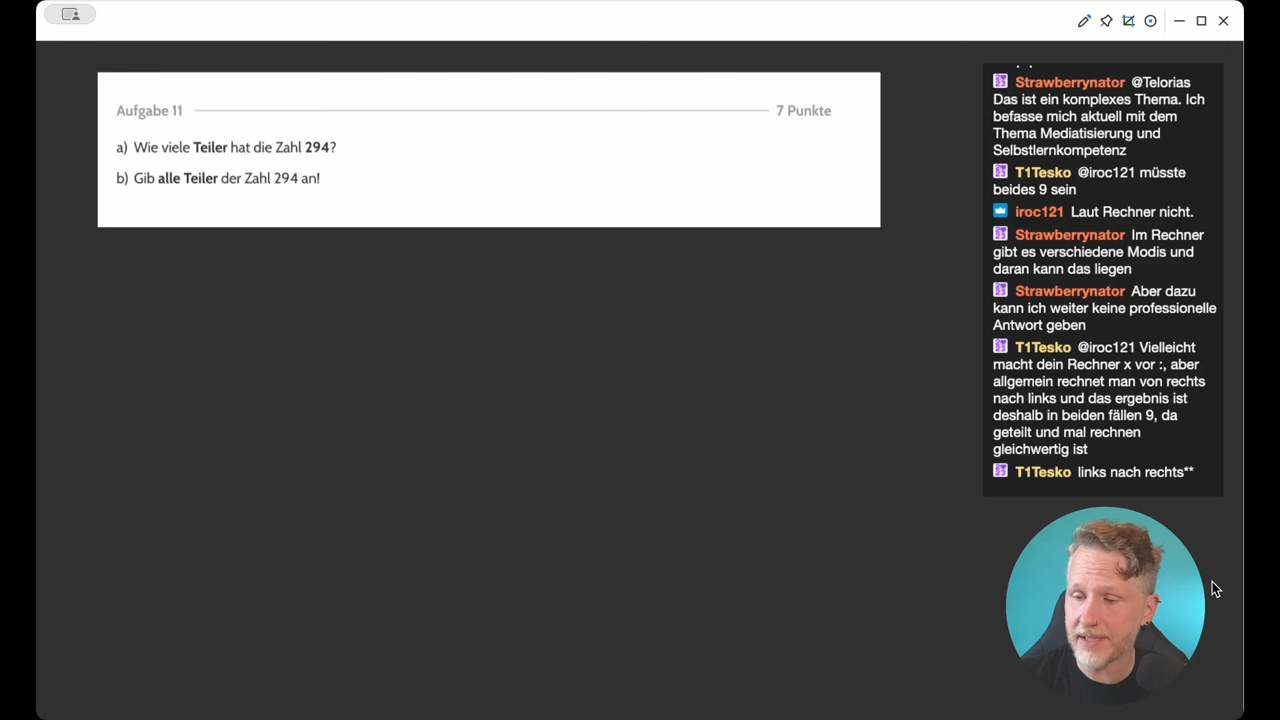 Aufgabe 11
7 Punkte
a) Wie viele Teiler hat die Zahl 294?
b) Gib alle Teiler der Zahl 294 an!
Strawberrynator @Telorias
Das ist ein komplexes Thema. Ich
befasse mich aktuell mit dem
Thema Mediatisierung und
Selbstlernkompetenz
T1Tesko @iroc121 müsste
beides 9 sein
iroc121 Laut Rechner nicht.
Strawberrynator Im Rechner
gibt es verschiedene Modis und
daran kann das liegen
Strawberrynator Aber dazu
kann ich weiter keine professionelle
Antwort geben
T1Tesko @iroc121 Vielleicht
macht dein Rechner x vor :, aber
allgemein rechnet man von rechts
nach links und das ergebnis ist
deshalb in beiden fällen 9, da
geteilt und mal rechnen
gleichwertig ist
T1Tesko links nach rechts**